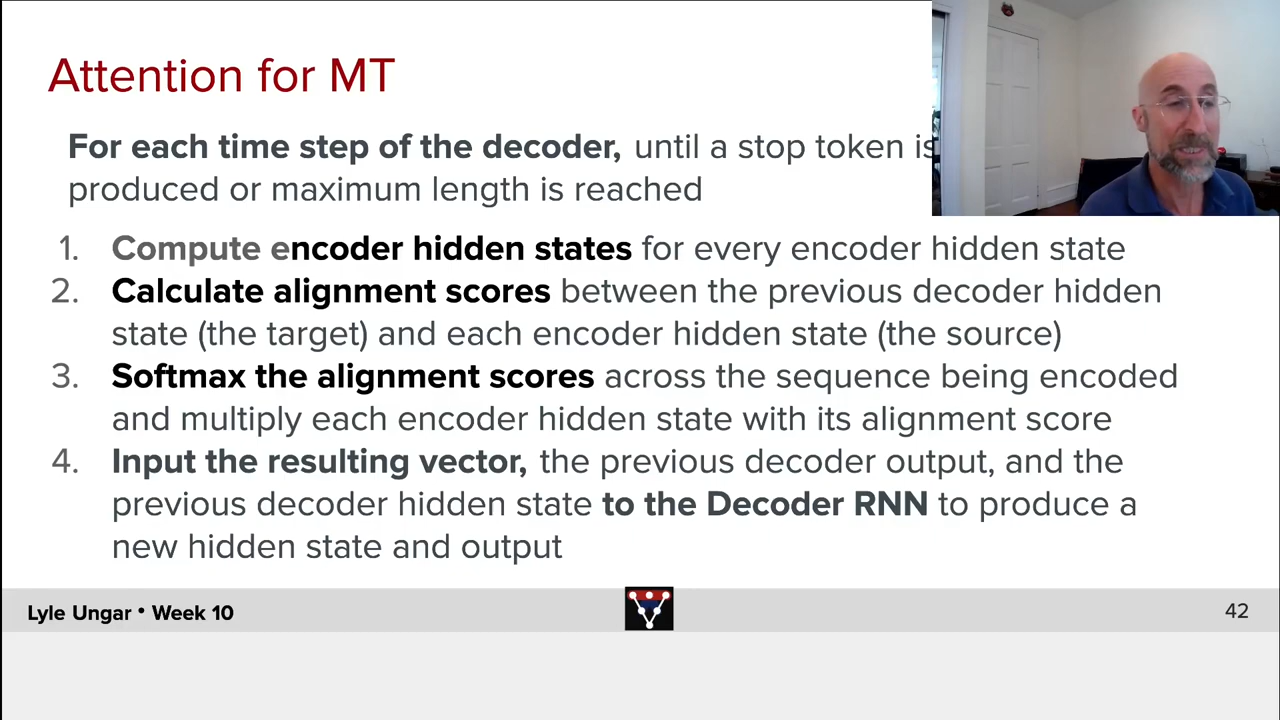 Attention for MT
For each time step of the decoder, until a stop token is
produced or maximum length is reached
1. Compute encoder hidden states for every encoder hidden state
2. Calculate alignment scores between the previous decoder hidden
state (the target) and each encoder hidden state (the source)
3. Softmax the alignment scores across the sequence being encoded
and multiply each encoder hidden state with its alignment score
4. Input the resulting vector, the previous decoder output, and the
previous decoder hidden state to the Decoder RNN to produce a
new hidden state and output
Lyle Ungar • Week 10
42